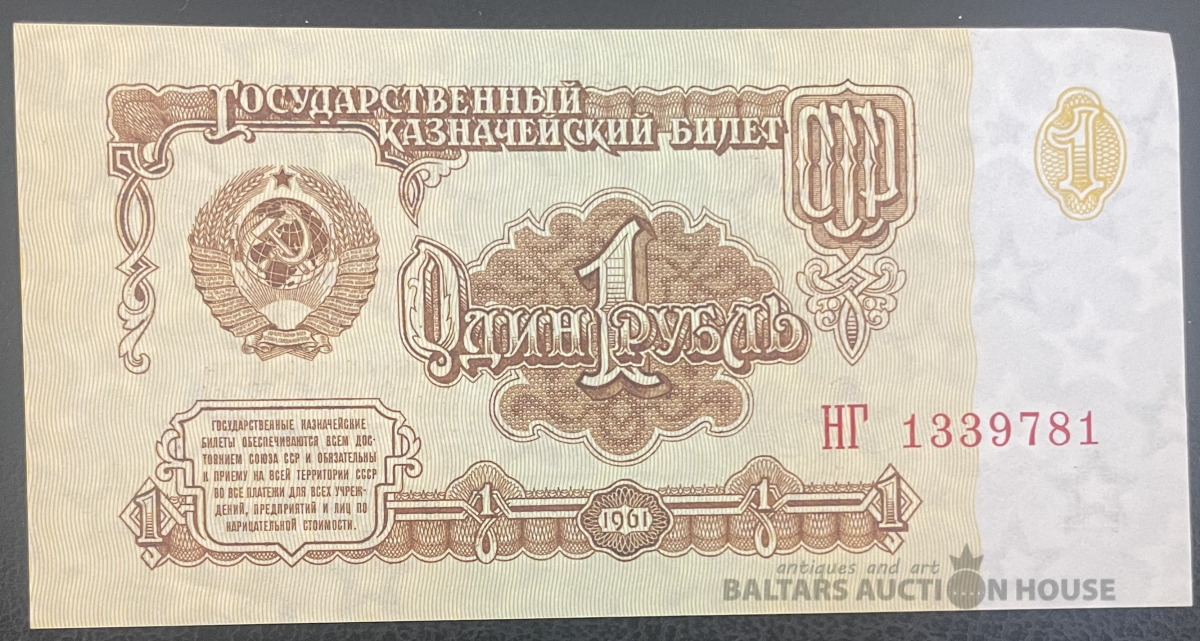 ГОСУДАРСТВЕННЫЙ
КАЗНАЧЕЙСКИЙ БИЛЕТ
СССР
1
1
ОДИН РУБЛЬ
НГ 1339781
ГОСУДАРСТВЕННЫЕ КАЗНАЧЕЙСКИЕ
БИЛЕТЫ ОБЕСПЕЧИВАЮТСЯ ВСЕМ ДОС-
ТОЯНИЕМ СОЮЗА ССР И ОБЯЗАТЕЛЬНЫ
К ПРИЕМУ НА ВСЕЙ ТЕРРИТОРИИ СССР
ВО ВСЕ ПЛАТЕЖИ ДЛЯ ВСЕХ УЧРЕЖ-
ДЕНИЙ, ПРЕДПРИЯТИЙ И ЛИЦ ПО
НАРИЦАТЕЛЬНОЙ СТОИМОСТИ.
1 1 1961 1 1
antiques and art
BALTARS AUCTION HOUSE